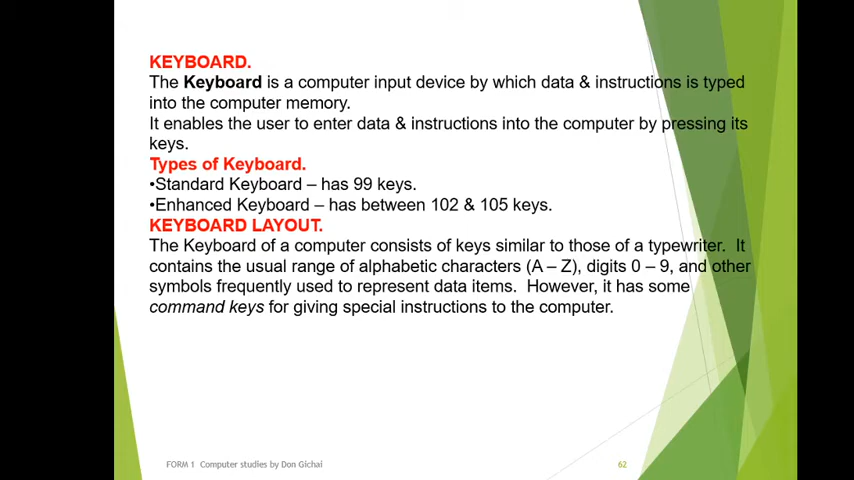 KEYBOARD.
The Keyboard is a computer input device by which data & instructions is typed
into the computer memory.
It enables the user to enter data & instructions into the computer by pressing its
keys.
Types of Keyboard.
•Standard Keyboard – has 99 keys.
•Enhanced Keyboard – has between 102 & 105 keys.
KEYBOARD LAYOUT.
The Keyboard of a computer consists of keys similar to those of a typewriter.  It
contains the usual range of alphabetic characters (A – Z), digits 0 – 9, and other
symbols frequently used to represent data items.  However, it has some
command keys for giving special instructions to the computer.
FORM 1  Computer studies by Don Gichai
62